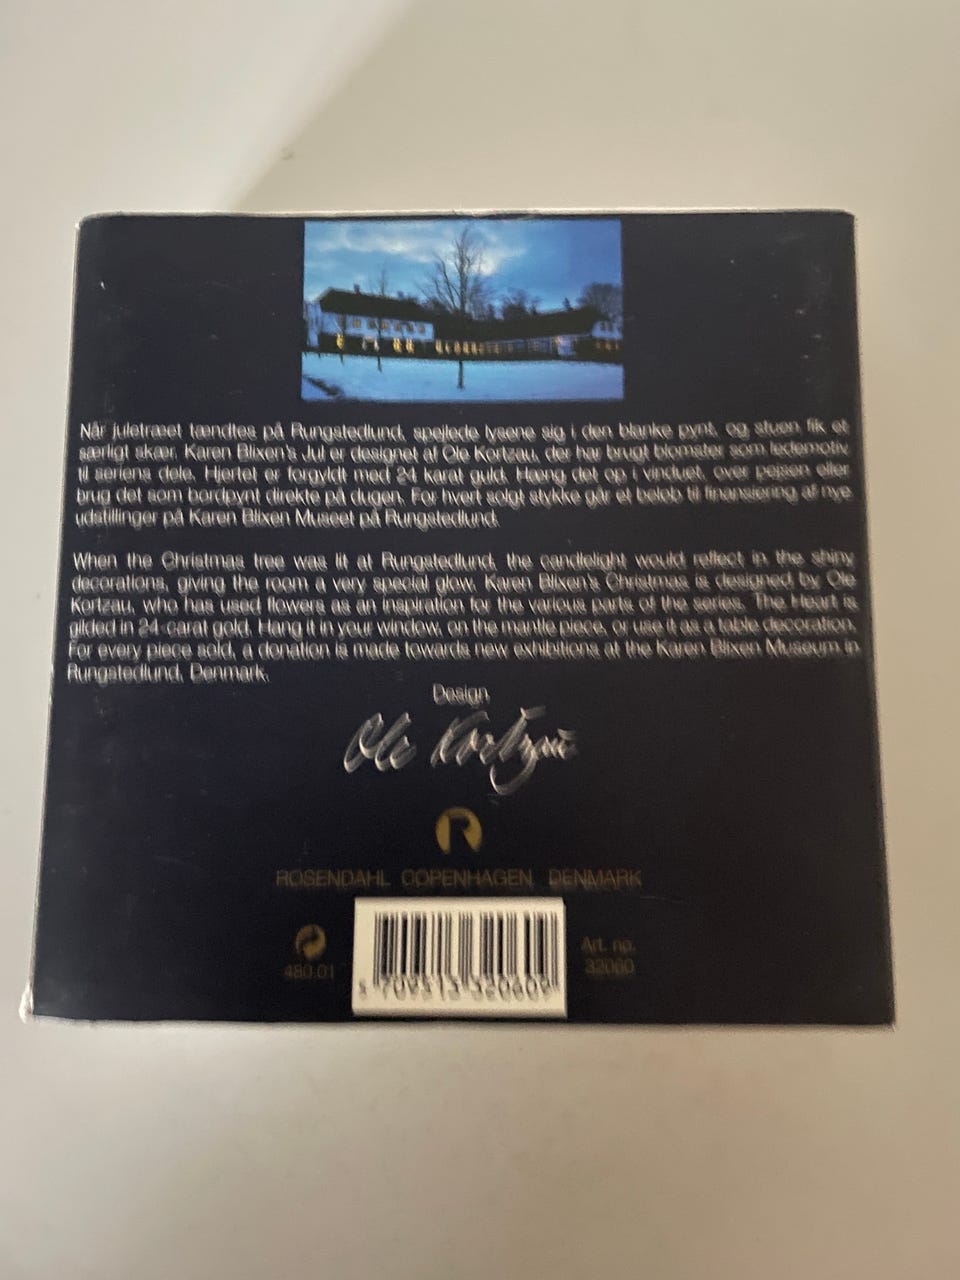 Når juletræet tændtes på Rungstedlund, spejlede lysene sig i den blanke pynt, og stuen fik et
særligt skær. Karen Blixen's Jul er designet af Ole Kortzau, der har brugt blomster som ledemotiv
til seriens dele. Hjertet er forgyldt med 24 karat guld. Hæng det op i vinduet, over pejsen eller
brug det som bordpynt direkte på dugen. For hvert solgt stykke går et beløb til finansiering af nye
udstillinger på Karen Blixen Museet på Rungstedlund.
When the Christmas tree was lit at Rungstedlund, the candlelight would reflect in the shiny
decorations, giving the room a very special glow. Karen Blixen's Christmas is designed by Ole
Kortzau, who has used flowers as an inspiration for the various parts of the series. The Heart is
gilded in 24-carat gold. Hang it in your window, on the mantle piece, or use it as a table decoration.
For every piece sold, a donation is made towards new exhibitions at the Karen Blixen Museum in
Rungstedlund, Denmark.
Design
Ole Kortzau
R
ROSENDAHL COPENHAGEN DENMARK
480.01
Art. no.
32060
5 709513 320609